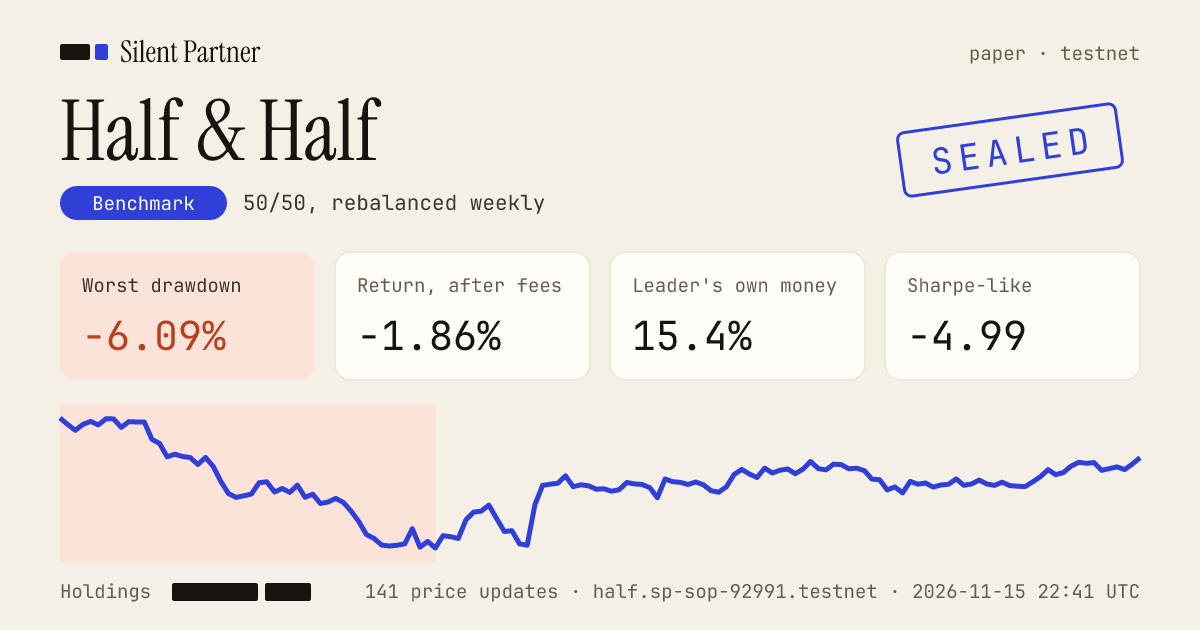 Silent Partner
paper · testnet
Half & Half
SEALED
Benchmark
50/50, rebalanced weekly
Worst drawdown
-6.09%
Return, after fees
-1.86%
Leader's own money
15.4%
Sharpe-like
-4.99
Holdings
141 price updates · half.sp-sop-92991.testnet · 2026-11-15 22:41 UTC